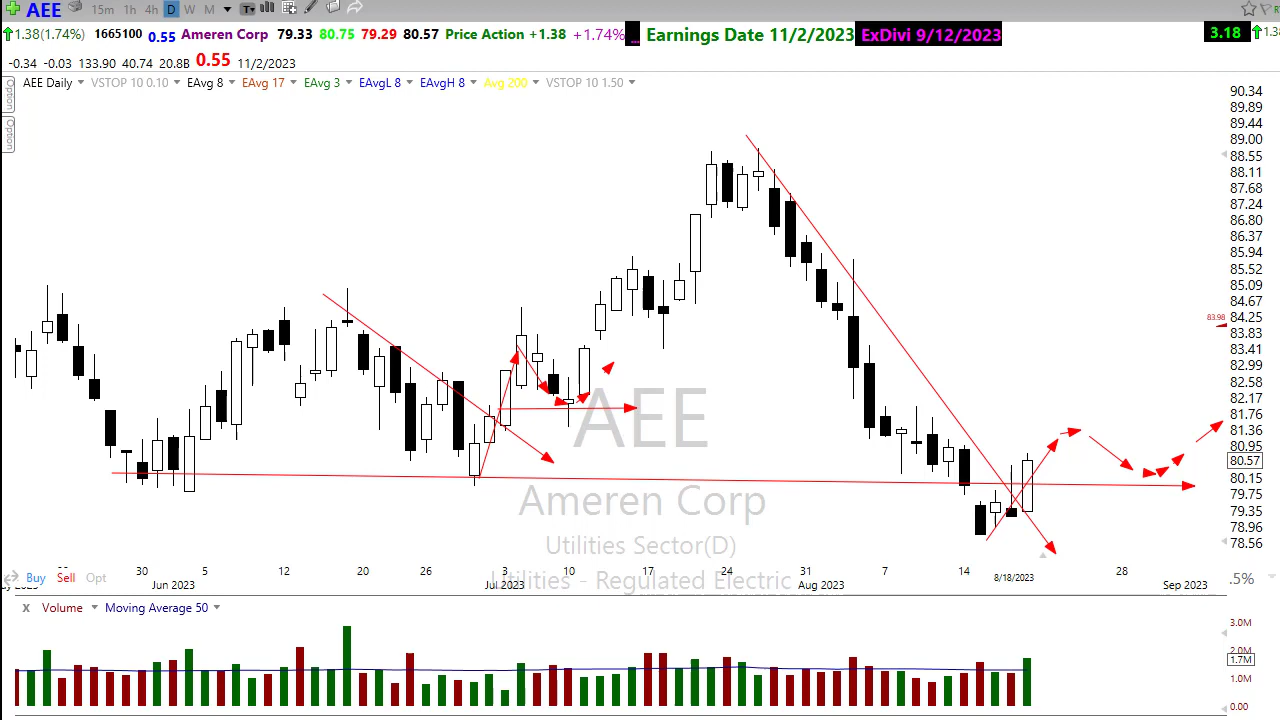 AEE 15m 1h 4h D W M
1.38(1.74%) 1665100 0.55 Ameren Corp 79.33 80.75 79.29 80.57 Price Action +1.38 +1.74% ... Earnings Date 11/2/2023 ExDivi 9/12/2023 3.18
-0.34 -0.03 133.90 40.74 20.8B 0.55 11/2/2023
AEE Daily VSTOP 10 0.10 EAvg 8 EAvg 17 EAvg 3 EAvgL 8 EAvgH 8 Avg 200 VSTOP 10 1.50
Option
Option
90.34
89.89
89.44
89.00
88.55
88.11
87.68
87.24
86.80
86.37
85.94
85.52
85.09
84.67
84.25
83.98
83.83
83.41
82.99
82.58
82.17
81.76
81.36
80.95
80.57
80.15
79.75
79.35
78.96
78.56
AEE
Ameren Corp
Utilities Sector(D)
Utilities - Regulated Electric
30 5 12 20 26 3 10 17 24 31 7 14 28
Buy Sell Opt
Jun 2023 Jul 2023 Aug 2023 8/18/2023 Sep 2023
.5%
X Volume Moving Average 50
3.0M
2.0M
1.7M
1.0M
0.00